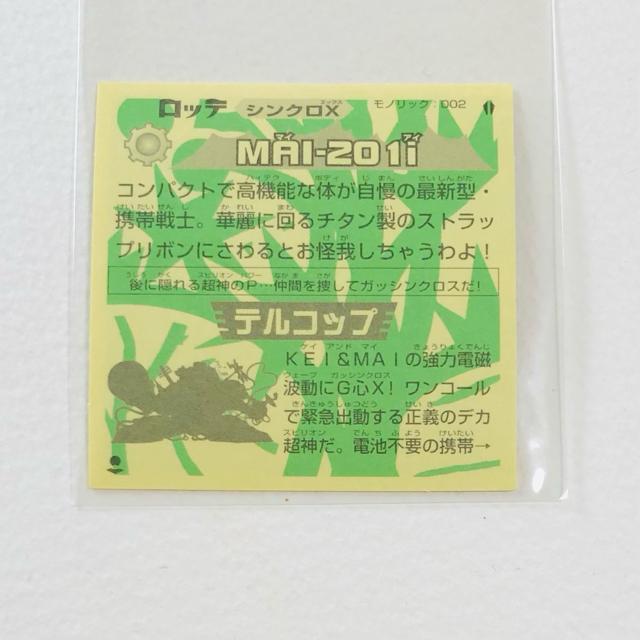 ロッテ シンクロX モノリック:002
MAI-201i
コンパクトで高機能な体が自慢の最新型・
携帯戦士。華麗に回るチタン製のストラッ
プリボンにさわるとお怪我しちゃうわよ!
後に隠れる超神のP…仲間を捜してガッシンクロスだ!
テルコップ
KEI&MAIの強力電磁
波動にG心X! ワンコール
で緊急出動する正義のデカ
超神だ。電池不要の携帯→